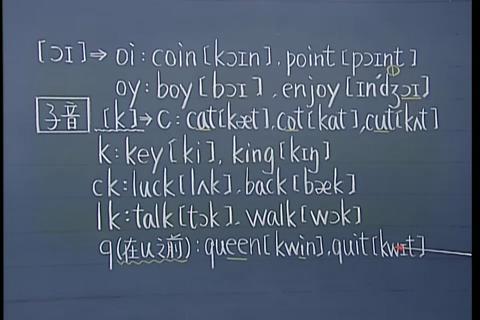 [ɔɪ]⇒ oi:coin[kɔɪn], point[pɔɪnt]
oy:boy[bɔɪ], enjoy[ɪnˈdʒɔɪ]
子音 [k]→c:cat[kæt],cot[kɑt],cut[kʌt]
k:key[ki], king[kɪŋ]
ck:luck[lʌk],back[bæk]
lk:talk[tɔk], walk[wɔk]
q(在u之前):queen[kwin],quit[kwɪt]